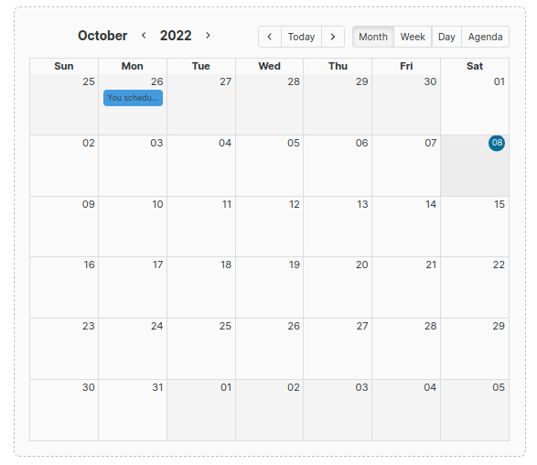 October 2022 Today Month Week Day Agenda
Sun Mon Tue Wed Thu Fri Sat
25 26 27 28 29 30 01
You schedu...
02 03 04 05 06 07 08
09 10 11 12 13 14 15
16 17 18 19 20 21 22
23 24 25 26 27 28 29
30 31 01 02 03 04 05